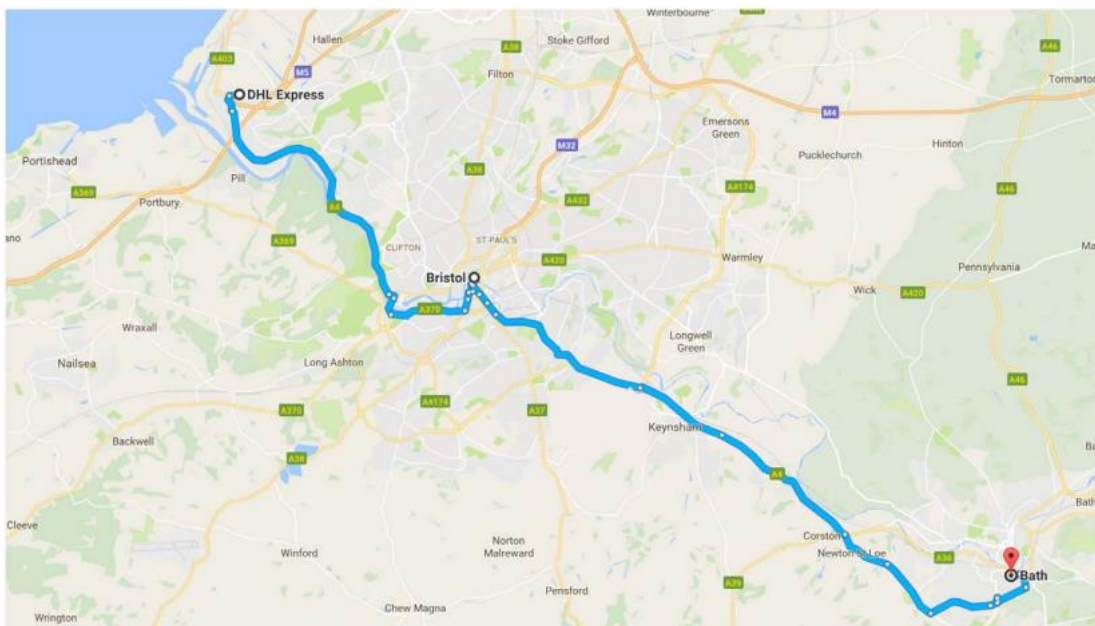 Winterbourne
Hallen
Stoke Gifford
A38
A46
A403
M5
Filton
Tormarton
DHL Express
M4
Emersons
Green
M32
Hinton
Portishead
Pucklechurch
Pill
A38
A4174
A369
A46
Portbury
A432
A4
ST PAUL'S
A369
CLIFTON
A420
Warmley
Bristol
Pennsylvania
Wick
A420
A370
Wraxall
Longwell
Green
Nailsea
Long Ashton
A46
A4174
A370
A37
Keynsham
Backwell
A38
A4
Cleeve
Corston
Norton
Malreward
Winford
Newton St Loe
A36
Bath
A39
Pensford
Chew Magna
Wrington